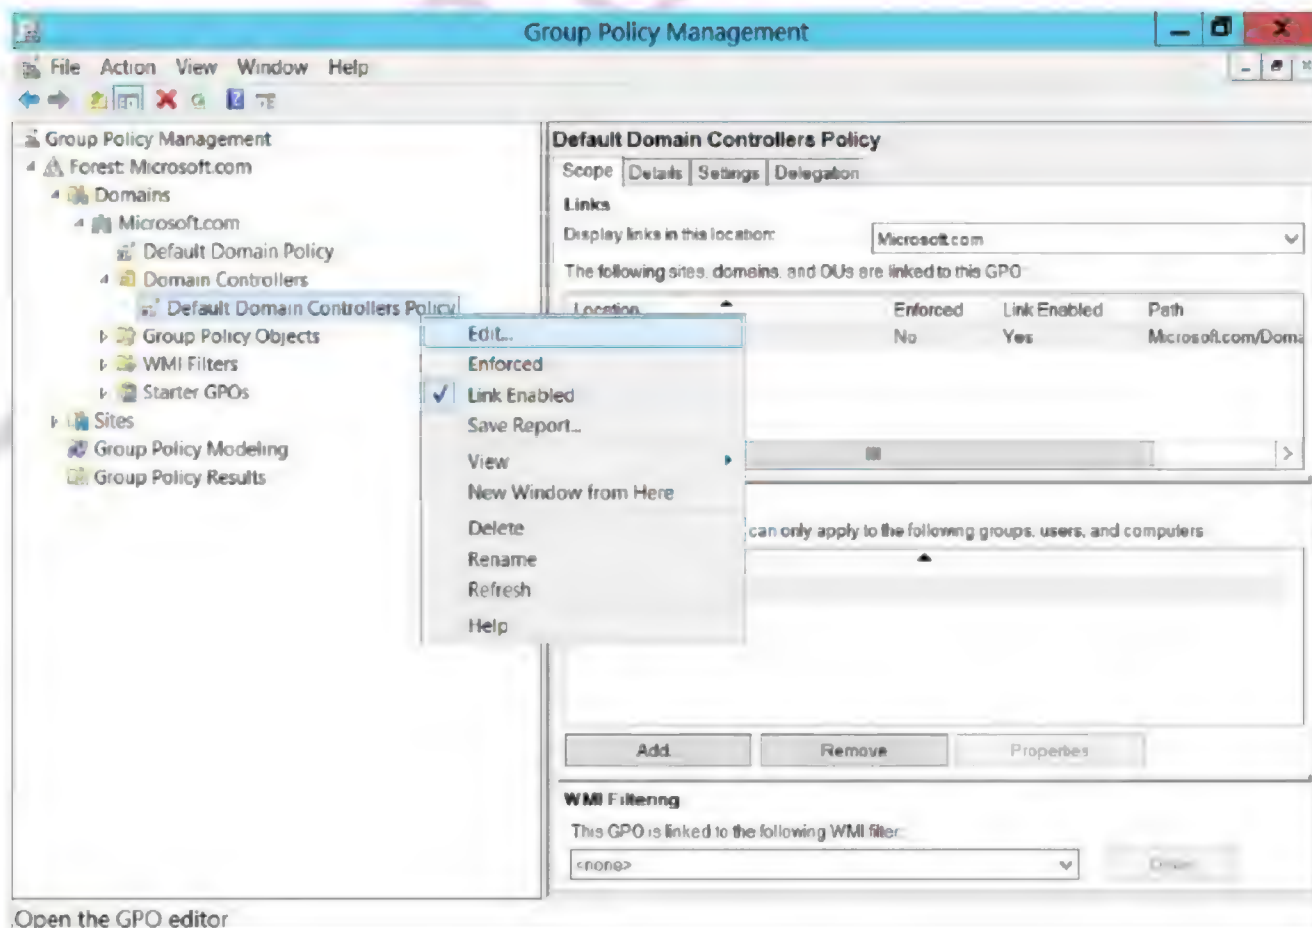 Group Policy Management
File Action View Window Help
Group Policy Management
Forest: Microsoft.com
Domains
Microsoft.com
Default Domain Policy
Domain Controllers
Default Domain Controllers Policy
Group Policy Objects
WMI Filters
Starter GPOs
Sites
Group Policy Modeling
Group Policy Results
Edit...
Enforced
Link Enabled
Save Report...
View
New Window from Here
Delete
Rename
Refresh
Help
Default Domain Controllers Policy
Scope Details Settings Delegation
Links
Display links in this location: Microsoft.com
The following sites, domains, and OUs are linked to this GPO:
Location Enforced Link Enabled Path
No Yes Microsoft.com/Doma
can only apply to the following groups, users, and computers
Add... Remove Properties
WMI Filtering
This GPO is linked to the following WMI filter:
<none>
Open the GPO editor